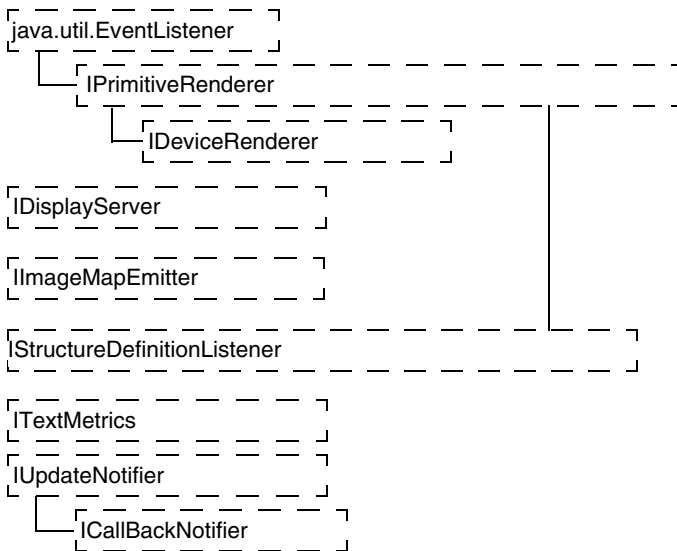 java.util.EventListener
IPrimitiveRenderer
IDeviceRenderer
IDisplayServer
IImageMapEmitter
IStructureDefinitionListener
ITextMetrics
IUpdateNotifier
ICallBackNotifier